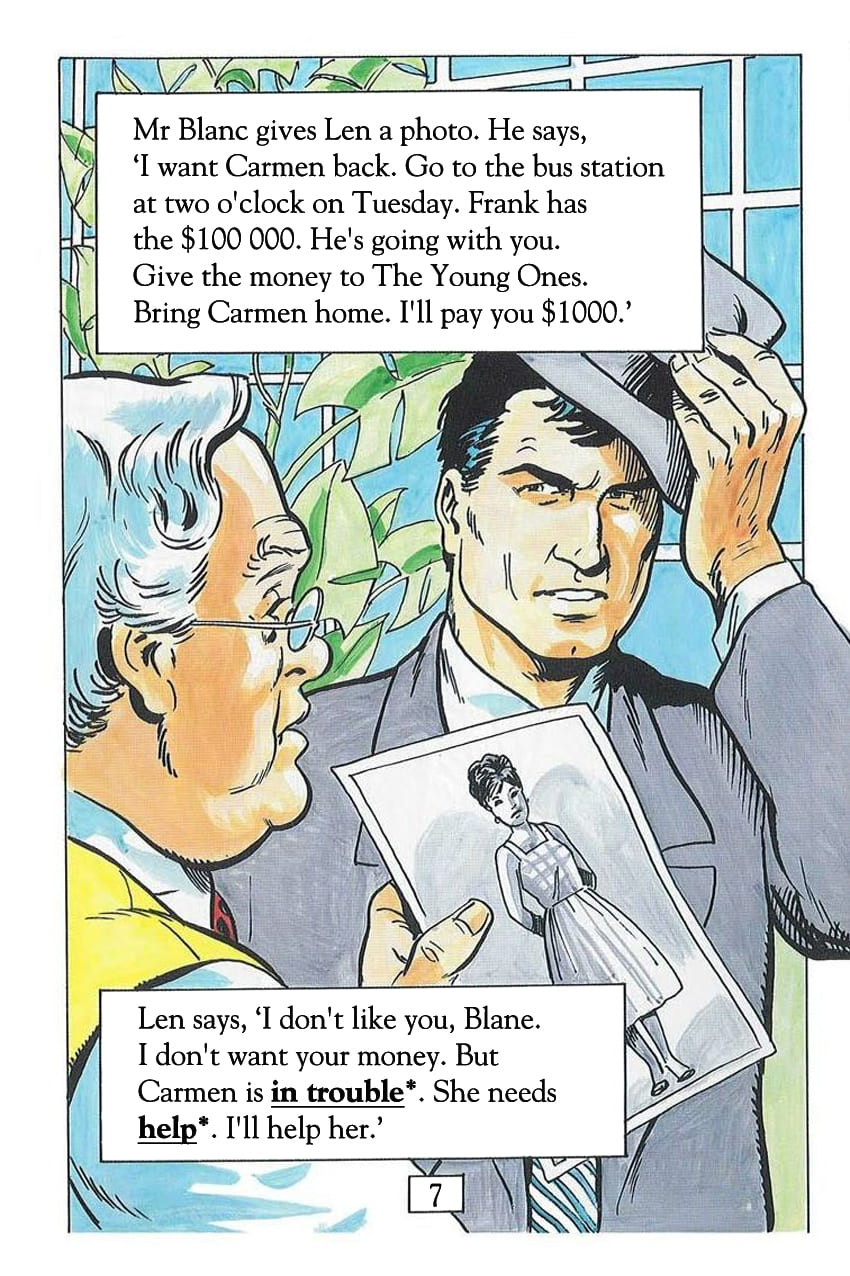 Mr Blanc gives Len a photo. He says,
‘I want Carmen back. Go to the bus station
at two o'clock on Tuesday. Frank has
the $100 000. He's going with you.
Give the money to The Young Ones.
Bring Carmen home. I'll pay you $1000.’
Len says, ‘I don't like you, Blane.
I don't want your money. But
Carmen is in trouble*. She needs
help*. I'll help her.’
7